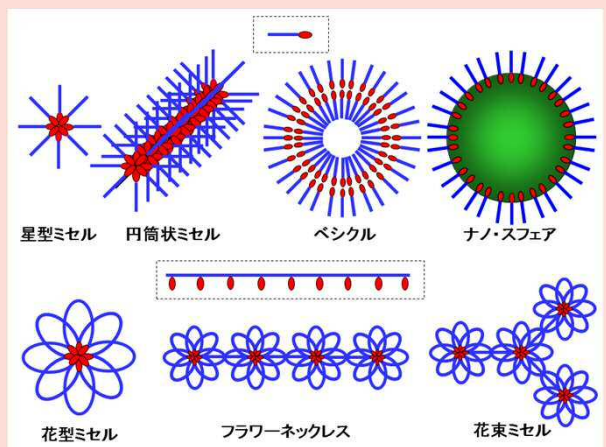 星型ミセル
円筒状ミセル
ベシクル
ナノ・スフェア
花型ミセル
フラワーネックレス
花束ミセル